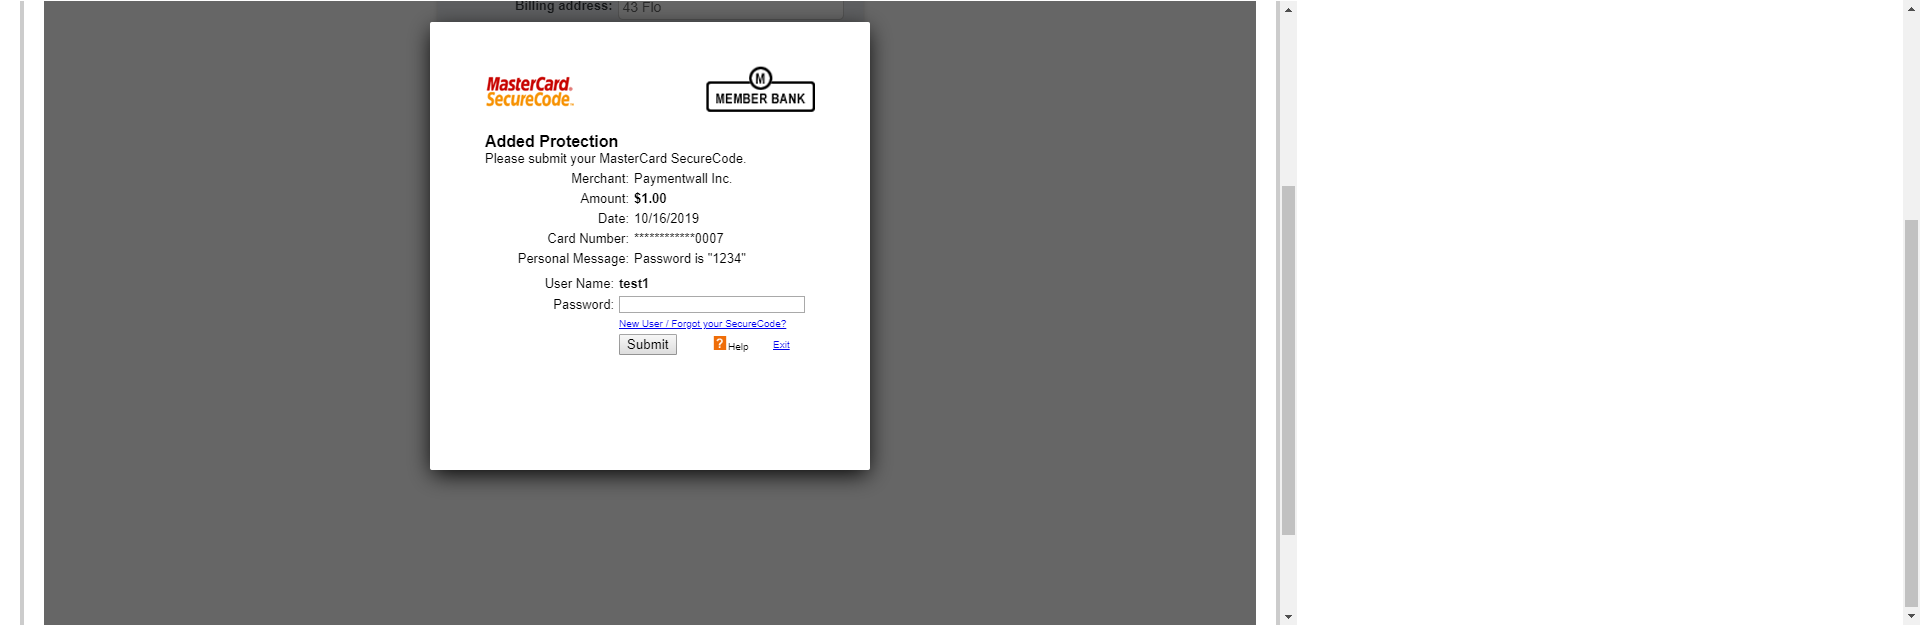 Billing address: 43 Flo
MasterCard.
SecureCode.
M
MEMBER BANK
Added Protection
Please submit your MasterCard SecureCode.
Merchant: Paymentwall Inc.
Amount: $1.00
Date: 10/16/2019
Card Number: ************0007
Personal Message: Password is "1234"
User Name: test1
Password:
New User / Forgot your SecureCode?
Submit ? Help Exit